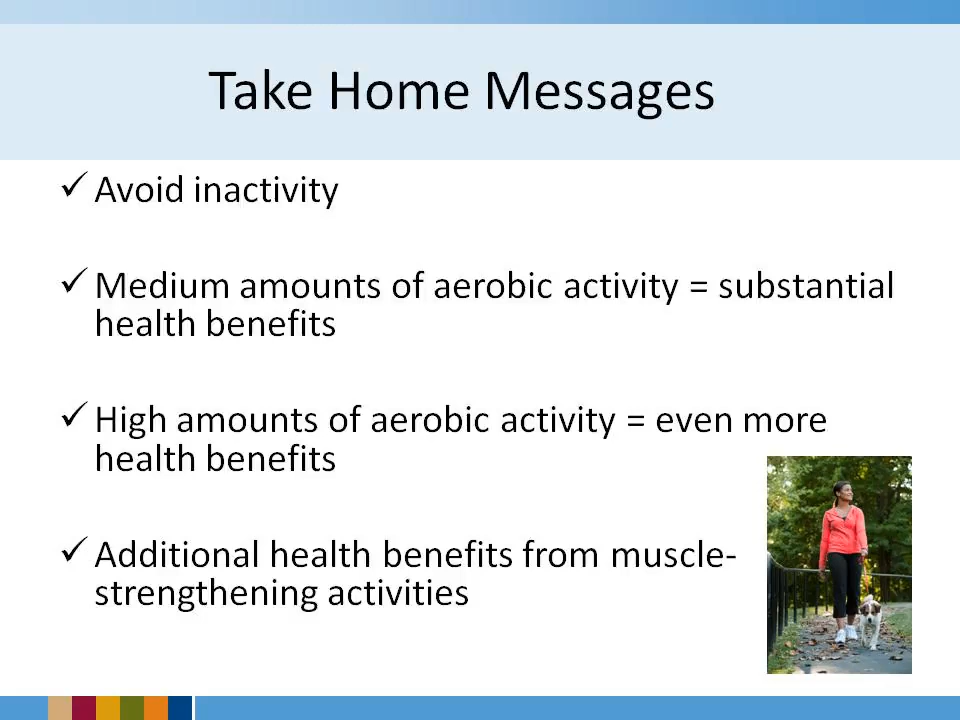 Take Home Messages
✓ Avoid inactivity
✓ Medium amounts of aerobic activity = substantial
health benefits
✓ High amounts of aerobic activity = even more
health benefits
✓ Additional health benefits from muscle-
strengthening activities